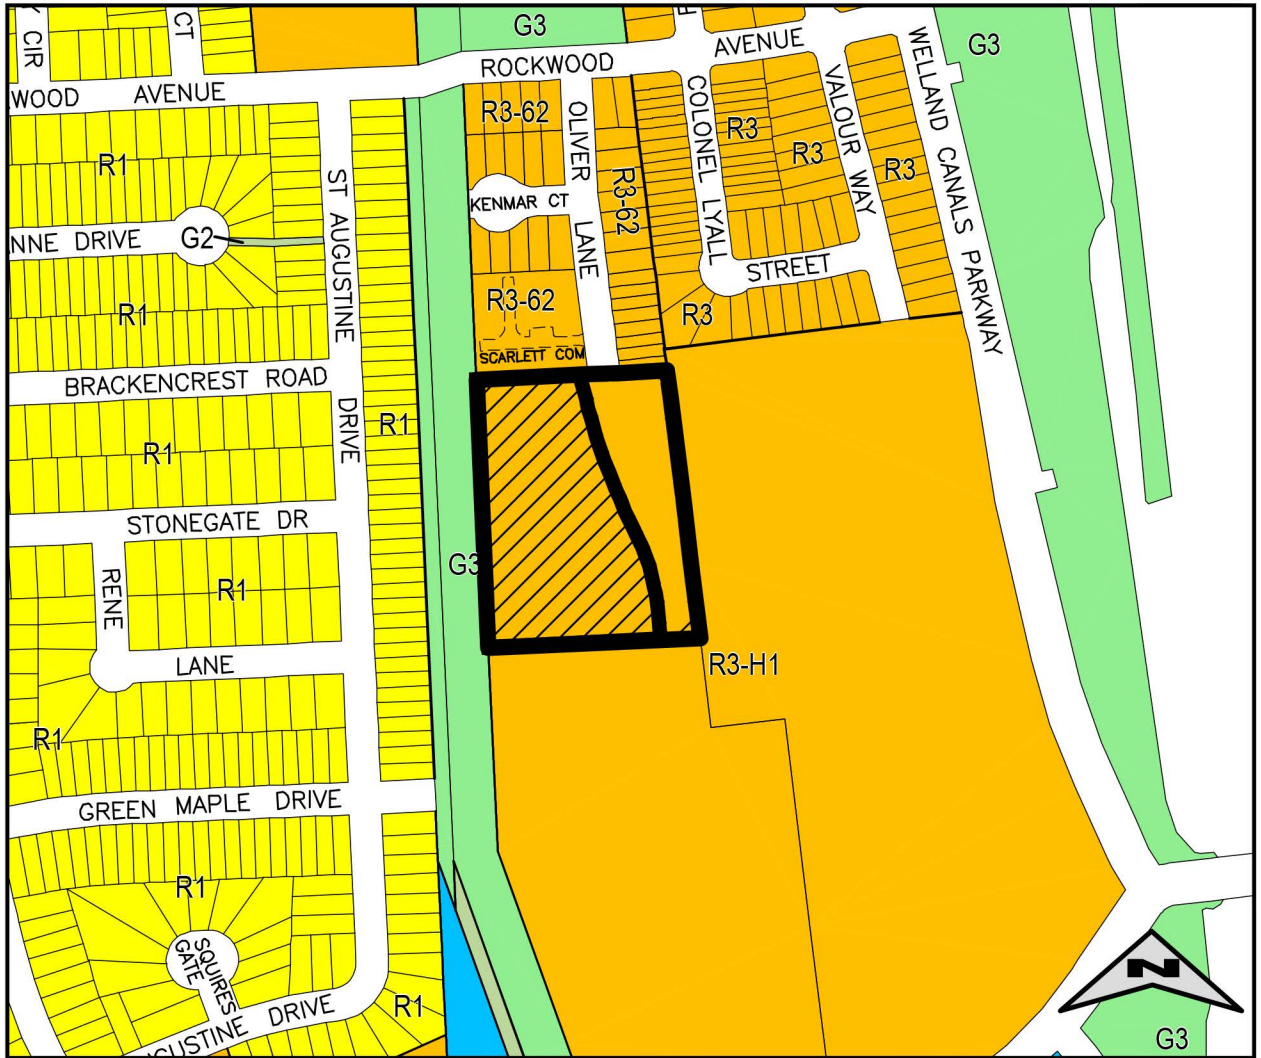 CIR
CT
G3
G3
WOOD AVENUE
ROCKWOOD AVENUE
WELLAND CANALS PARKWAY
R3-62
OLIVER LANE
COLONEL LYALL STREET
R3
VALOUR WAY
R3
R3
R1
ST AUGUSTINE DRIVE
R3-62
KENMAR CT
NNE DRIVE
G2
R3-62
R1
R3
SCARLETT COM
BRACKENCREST ROAD
R1
R1
STONEGATE DR
G3
RENE LANE
R1
R3-H1
R1
GREEN MAPLE DRIVE
R1
SQUIRES GATE
R1
GUSTINE DRIVE
N
G3